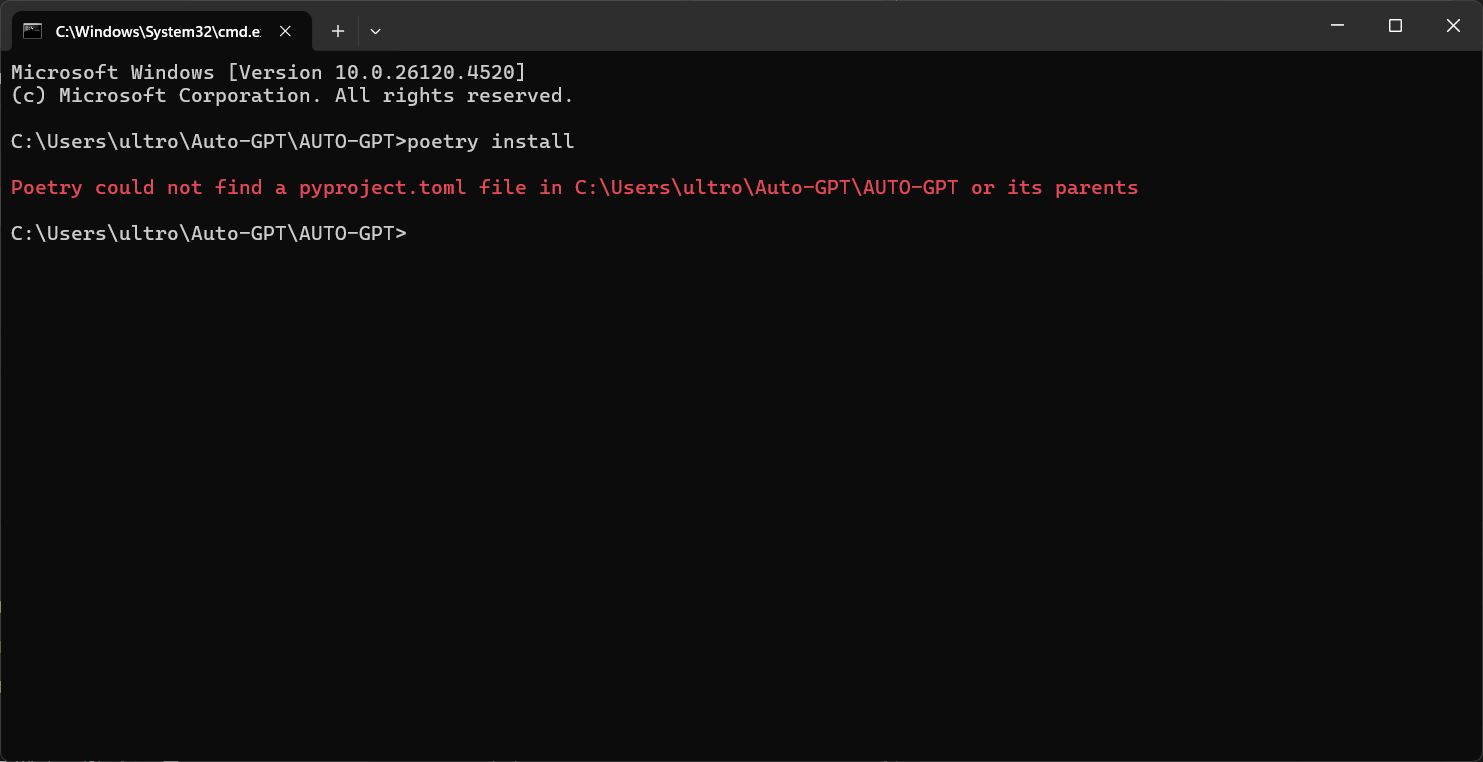 C:\Windows\System32\cmd.e
Microsoft Windows [Version 10.0.26120.4520]
(c) Microsoft Corporation. All rights reserved.
C:\Users\ultro\Auto-GPT\AUTO-GPT>poetry install
Poetry could not find a pyproject.toml file in C:\Users\ultro\Auto-GPT\AUTO-GPT or its parents
C:\Users\ultro\Auto-GPT\AUTO-GPT>